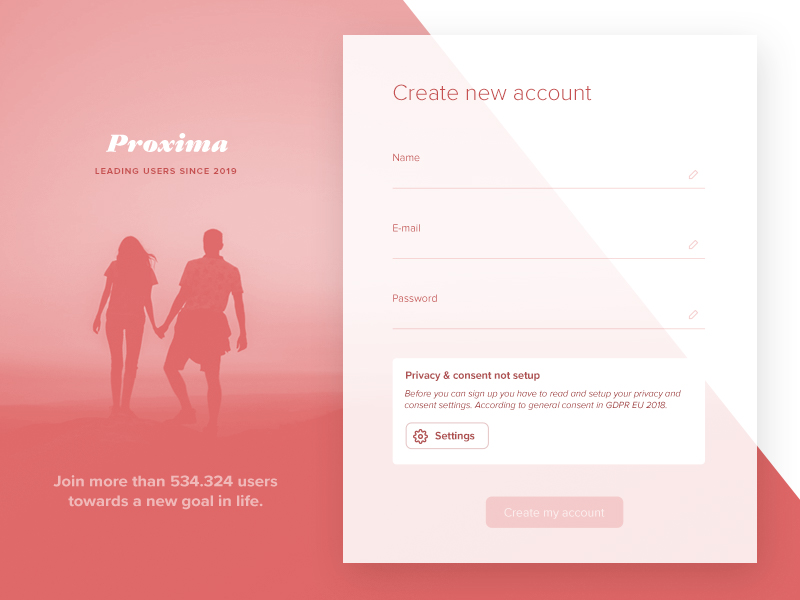 Proxima
LEADING USERS SINCE 2019
Join more than 534.324 users
towards a new goal in life.
Create new account
Name
E-mail
Password
Privacy & consent not setup
Before you can sign up you have to read and setup your privacy and
consent settings. According to general consent in GDPR EU 2018.
Settings
Create my account